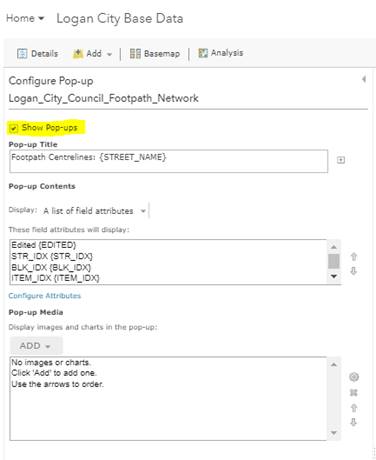 Home Logan City Base Data
Details Add Basemap Analysis
Configure Pop-up
Logan_City_Council_Footpath_Network
Show Pop-ups
Pop-up Title
Footpath Centrelines: {STREET_NAME}
Pop-up Contents
Display: A list of field attributes
These field attributes will display:
Edited {EDITED}
STR_IDX {STR_IDX}
BLK_IDX {BLK_IDX}
ITEM_IDX {ITEM_IDX}
Configure Attributes
Pop-up Media
Display images and charts in the pop-up:
ADD
No images or charts.
Click 'Add' to add one.
Use the arrows to order.